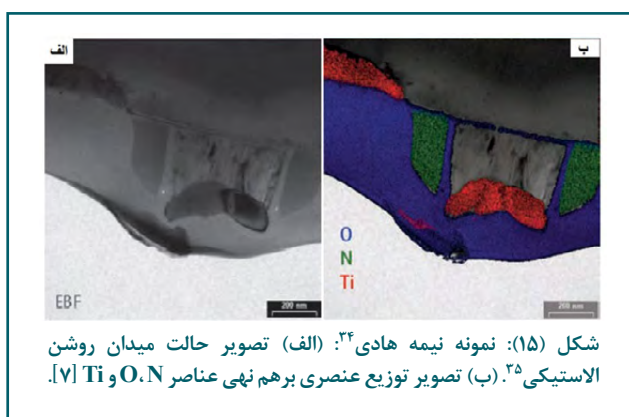 الف
ب
EBF
200 nm
O
N
Ti
200 nm
شکل (۱۵): نمونه نیمه هادی۳۴: (الف) تصویر حالت میدان روشن
الاستیکی۳۵. (ب) تصویر توزیع عنصری برهم نهی عناصر O، N و Ti [۷].